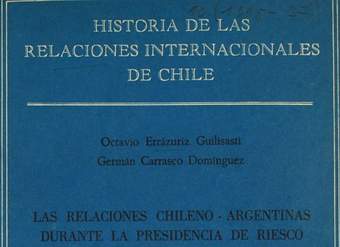 HISTORIA DE LAS
RELACIONES INTERNACIONALES
DE CHILE
Octavio Errázuriz Guilisasti
Germán Carrasco Domínguez
LAS RELACIONES CHILENO - ARGENTINAS
DURANTE LA PRESIDENCIA DE RIESCO